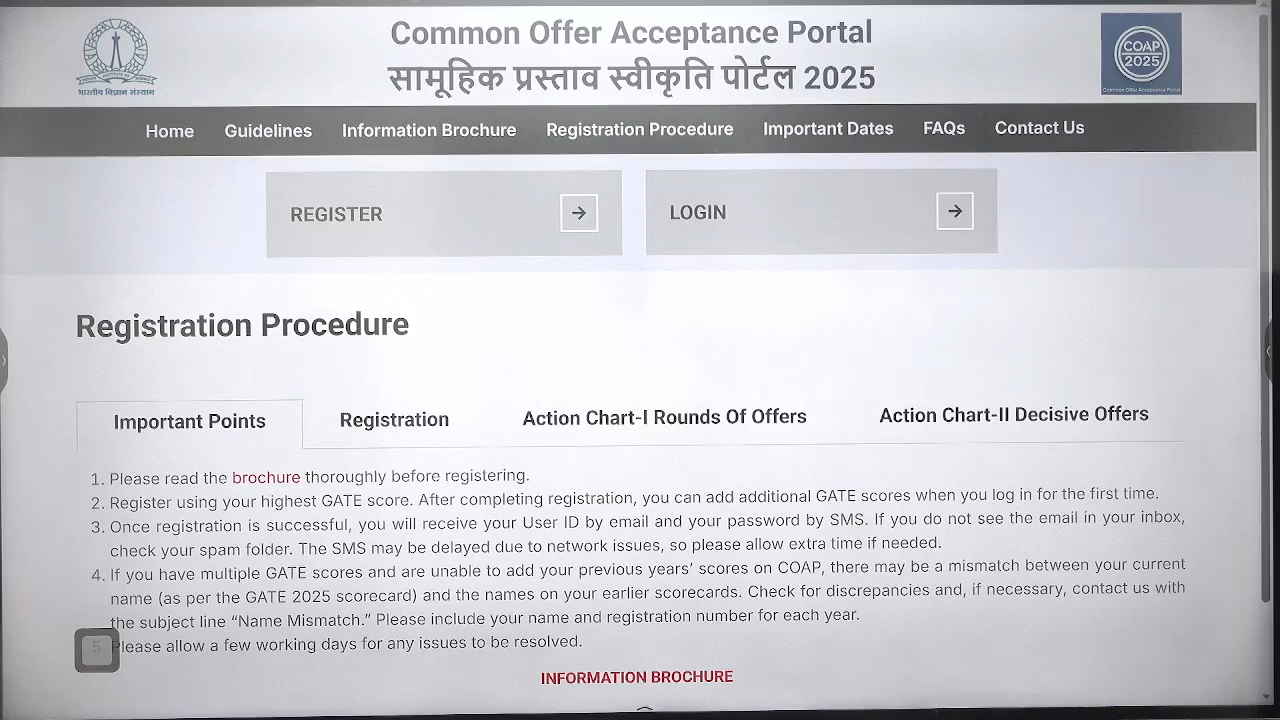 Common Offer Acceptance Portal
सामूहिक प्रस्ताव स्वीकृति पोर्टल 2025
भारतीय विज्ञान संस्थान
COAP
2025
Common Offer Acceptance Portal
Home Guidelines Information Brochure Registration Procedure Important Dates FAQs Contact Us
REGISTER
LOGIN
Registration Procedure
Important Points Registration Action Chart-I Rounds Of Offers Action Chart-II Decisive Offers
1. Please read the brochure thoroughly before registering.
2. Register using your highest GATE score. After completing registration, you can add additional GATE scores when you log in for the first time.
3. Once registration is successful, you will receive your User ID by email and your password by SMS. If you do not see the email in your inbox,
check your spam folder. The SMS may be delayed due to network issues, so please allow extra time if needed.
4. If you have multiple GATE scores and are unable to add your previous years’ scores on COAP, there may be a mismatch between your current
name (as per the GATE 2025 scorecard) and the names on your earlier scorecards. Check for discrepancies and, if necessary, contact us with
the subject line “Name Mismatch.” Please include your name and registration number for each year.
5. Please allow a few working days for any issues to be resolved.
INFORMATION BROCHURE